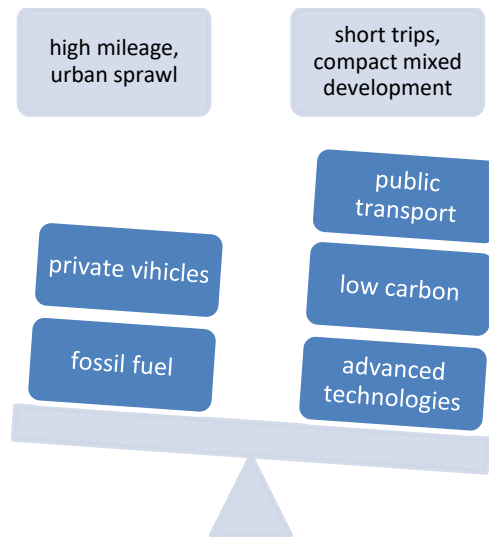 high mileage,
urban sprawl
short trips,
compact mixed
development
public
transport
private vihicles
low carbon
fossil fuel
advanced
technologies